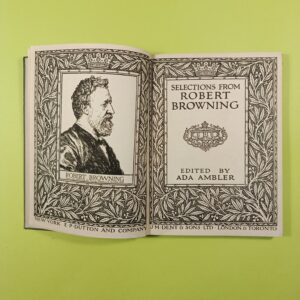 ROBERT BROWNING
NEW YORK E.P. DUTTON AND COMPANY
SELECTIONS FROM
ROBERT
BROWNING
EDITED BY
ADA AMBLER
J M DENT & SONS LTD LONDON & TORONTO